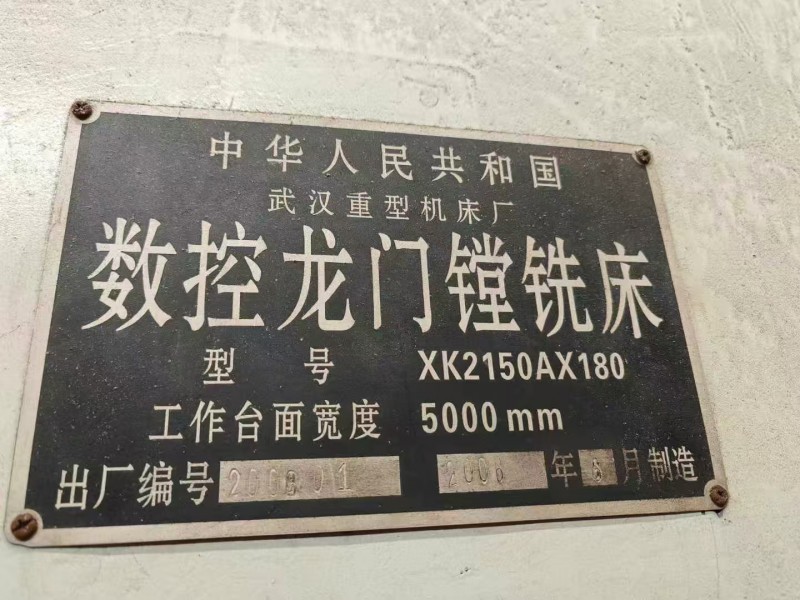 中华人民共和国
武汉重型机床厂
数控龙门镗铣床
型号 XK2150AX180
工作台面宽度 5000mm
出厂编号 年 月制造